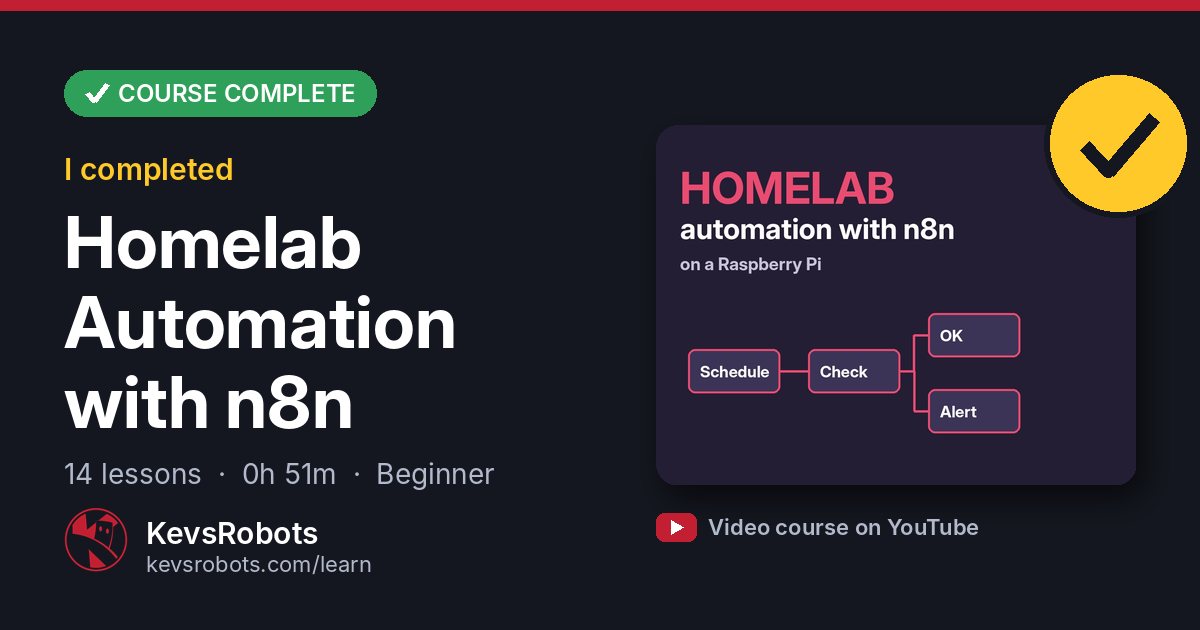 COURSE COMPLETE
I completed
Homelab
Automation
with n8n
14 lessons · 0h 51m · Beginner
KevsRobots
kevsrobots.com/learn
HOMELAB
automation with n8n
on a Raspberry Pi
Schedule
Check
OK
Alert
Video course on YouTube